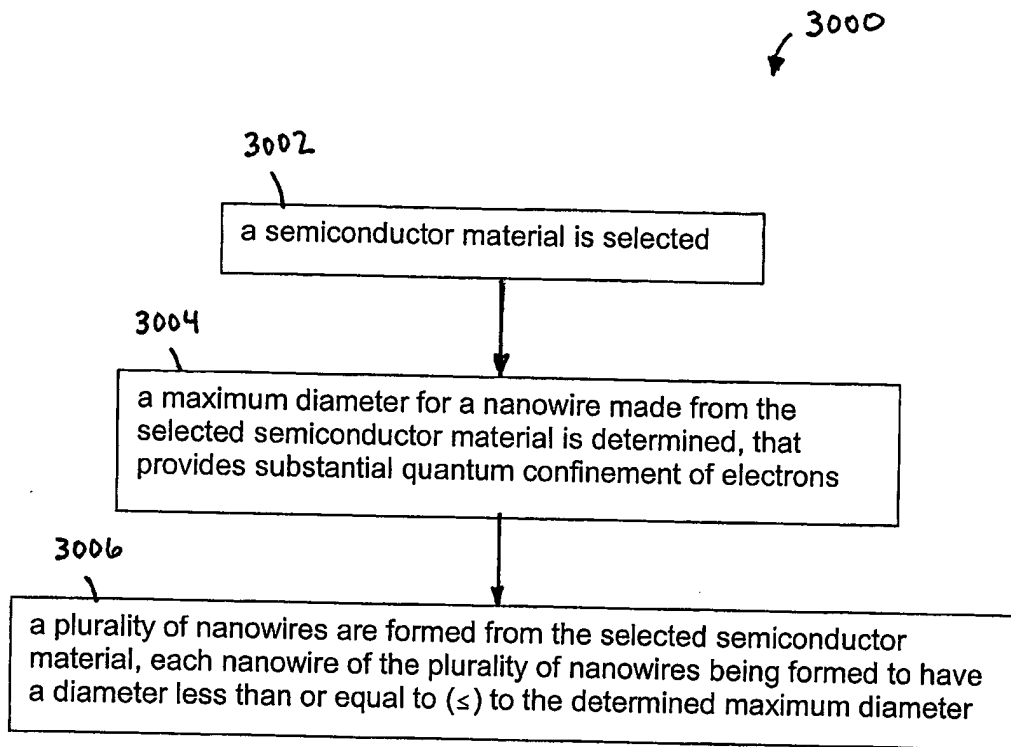 3000
3002
a semiconductor material is selected
3004
a maximum diameter for a nanowire made from the
selected semiconductor material is determined, that
provides substantial quantum confinement of electrons
3006
a plurality of nanowires are formed from the selected semiconductor
material, each nanowire of the plurality of nanowires being formed to have
a diameter less than or equal to (≤) to the determined maximum diameter